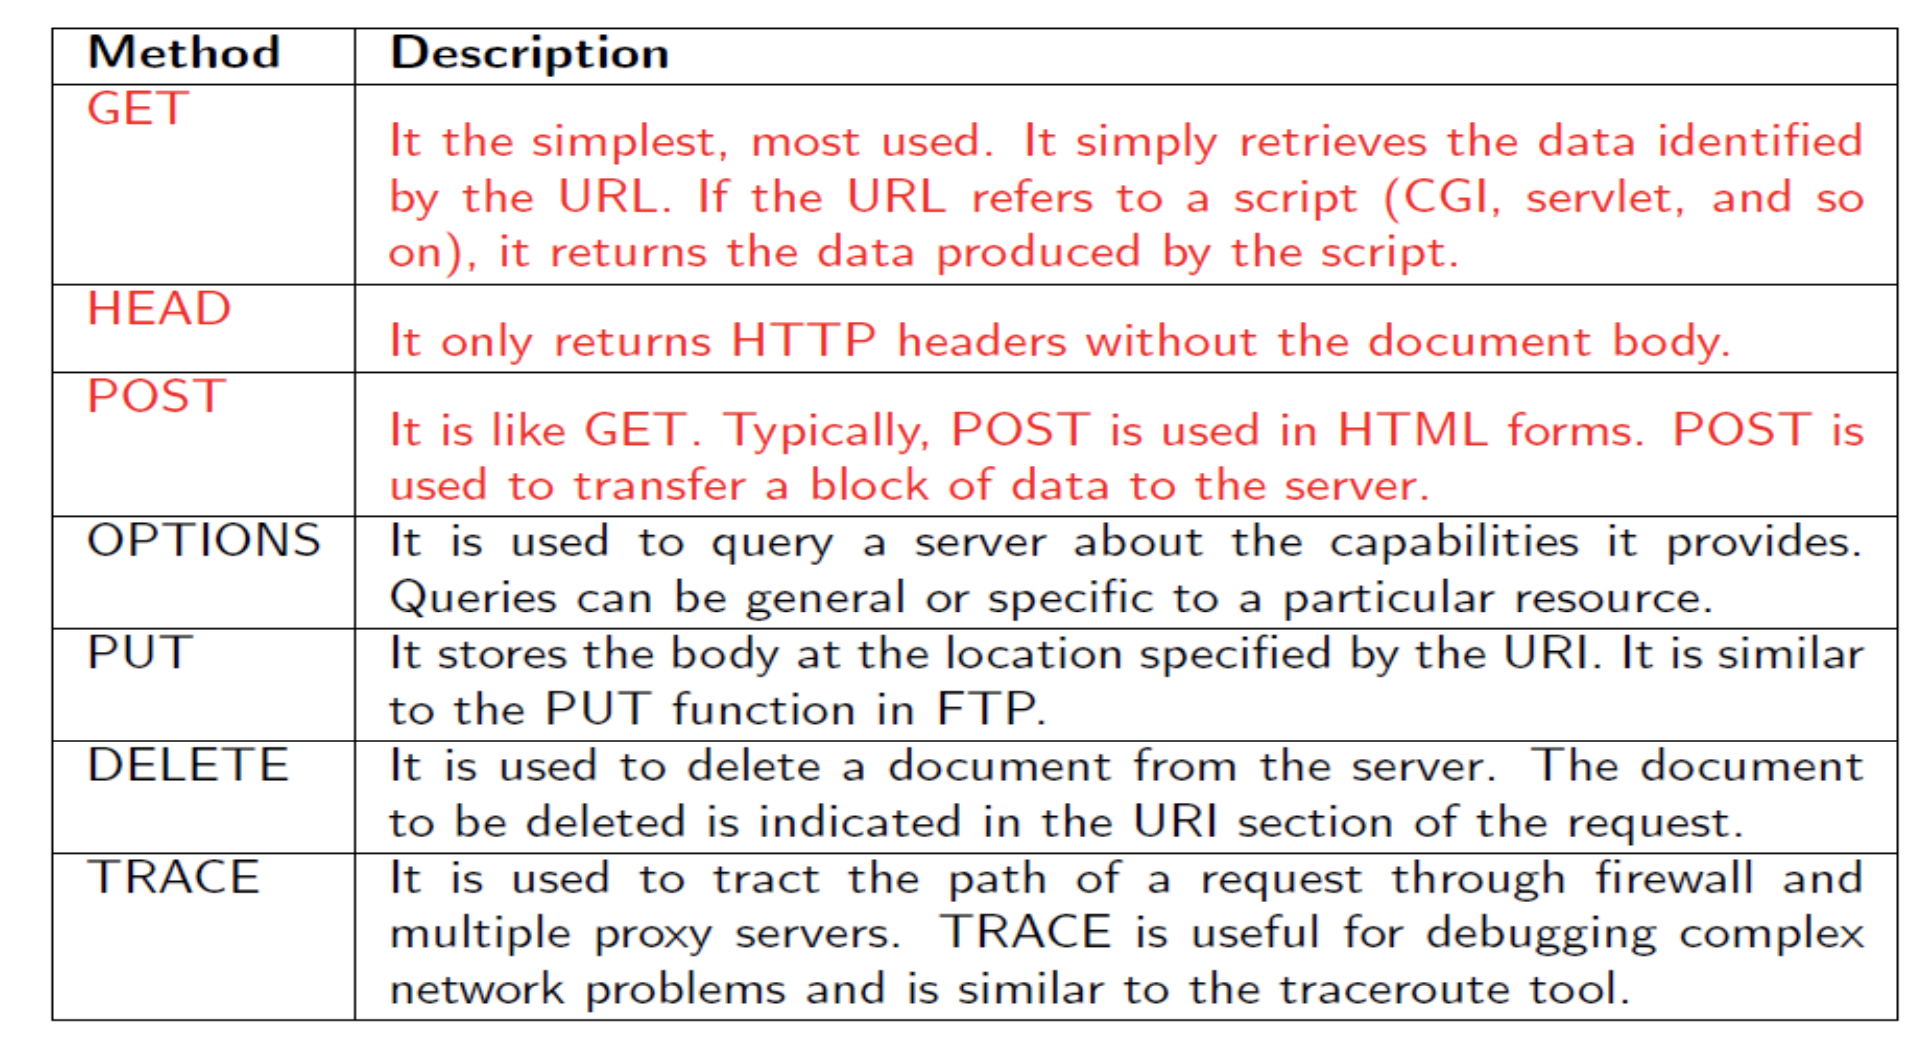 Method Description
GET
It the simplest, most used. It simply retrieves the data identified
by the URL. If the URL refers to a script (CGI, servlet, and so
on), it returns the data produced by the script.
HEAD
It only returns HTTP headers without the document body.
POST
It is like GET. Typically, POST is used in HTML forms. POST is
used to transfer a block of data to the server.
OPTIONS It is used to query a server about the capabilities it provides.
Queries can be general or specific to a particular resource.
PUT It stores the body at the location specified by the URI. It is similar
to the PUT function in FTP.
DELETE It is used to delete a document from the server. The document
to be deleted is indicated in the URI section of the request.
TRACE It is used to tract the path of a request through firewall and
multiple proxy servers. TRACE is useful for debugging complex
network problems and is similar to the traceroute tool.